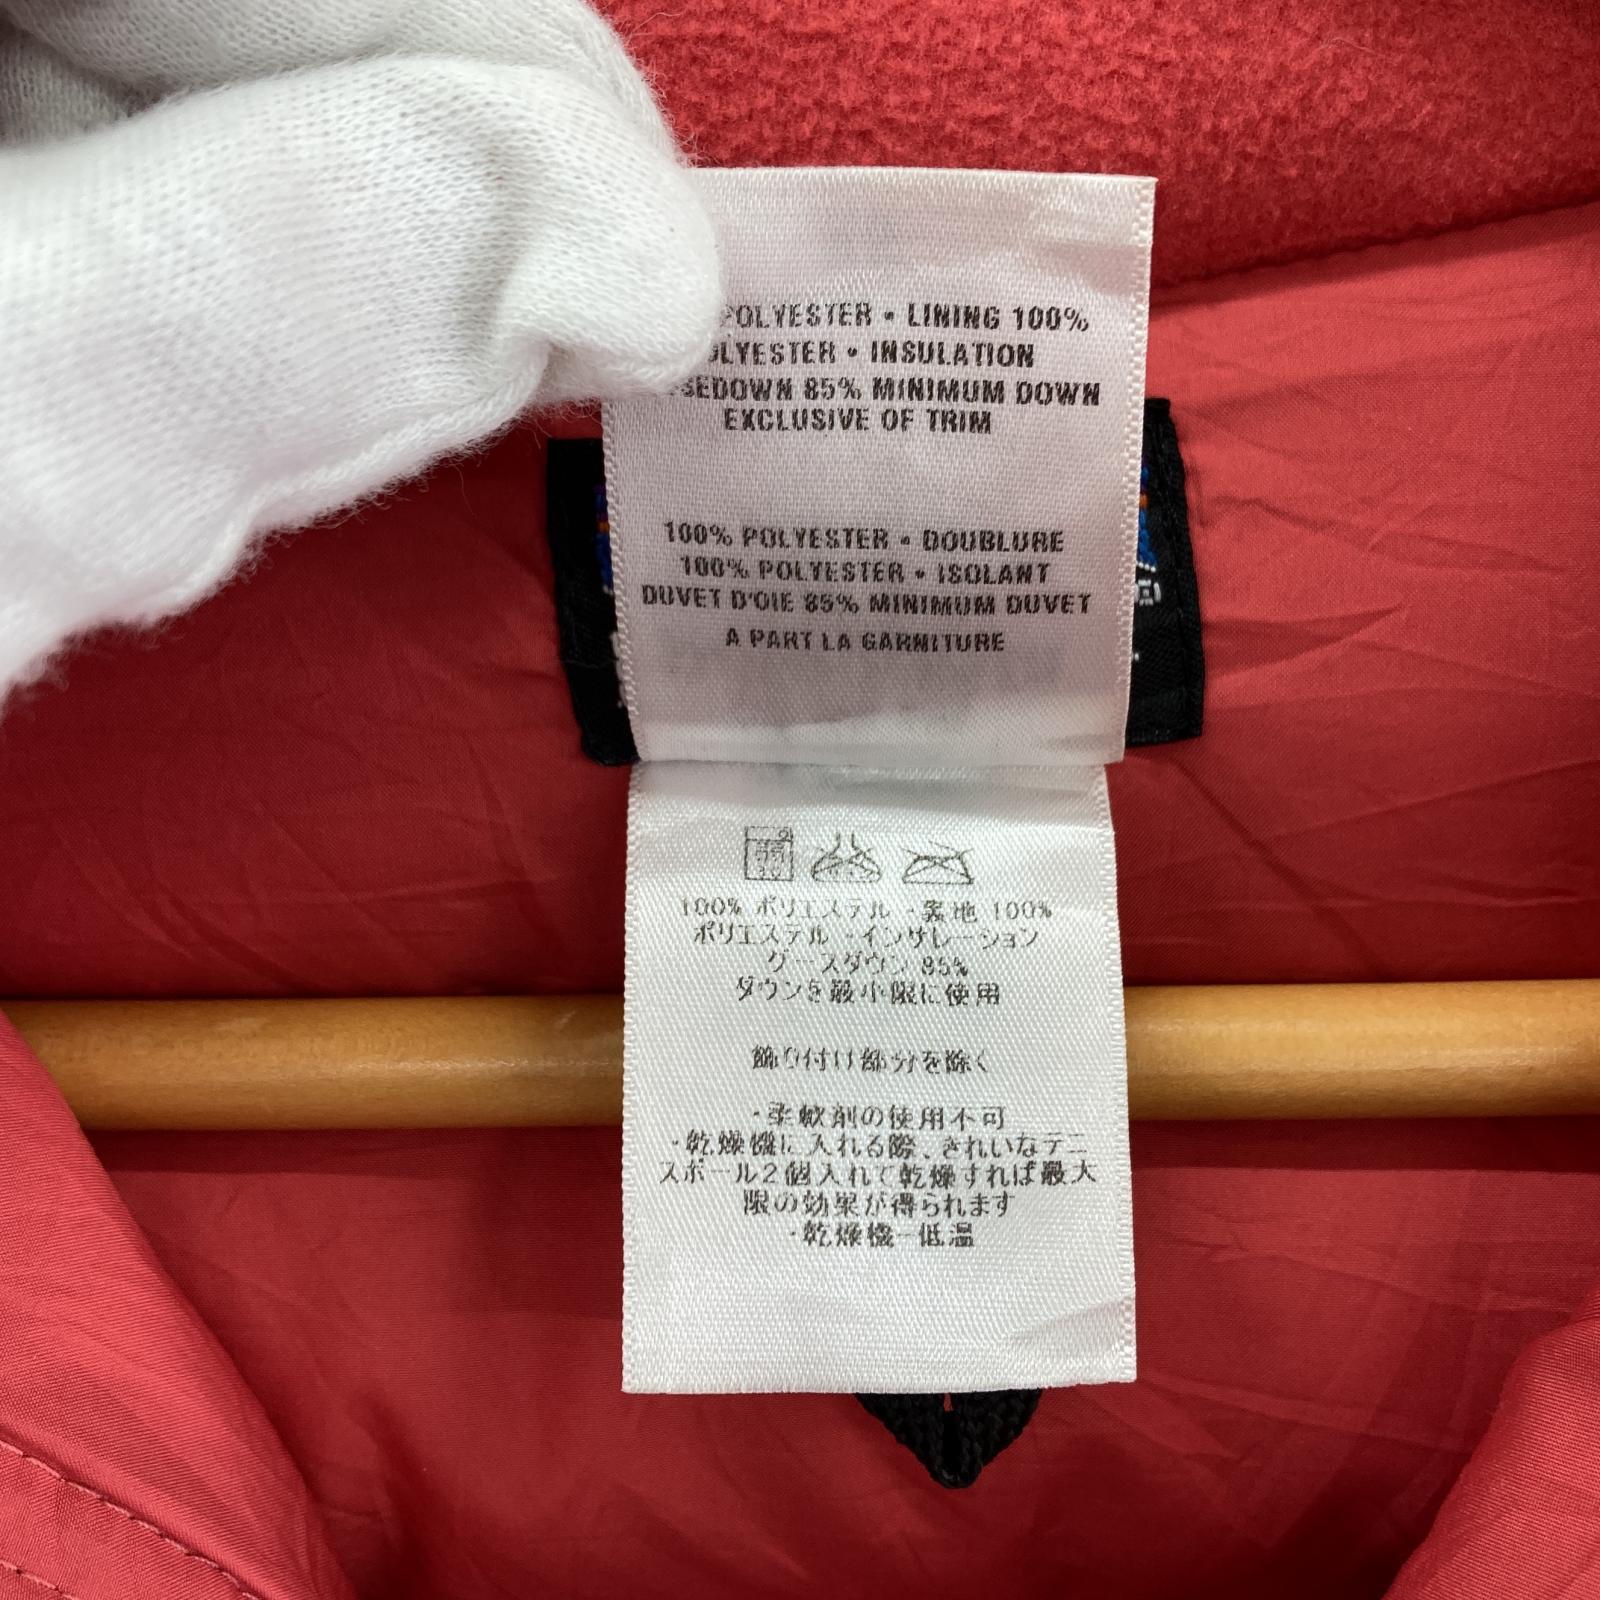 POLYESTER • LINING 100%
POLYESTER • INSULATION
85% MINIMUM DOWN
EXCLUSIVE OF TRIM
100% POLYESTER • DOUBLURE
100% POLYESTER • ISOLANT
DUVET D'OIE 85% MINIMUM DUVET
A PART LA GARNITURE
100% ポリエステル ・裏地 100%
ポリエステル ・インサレーション
グースダウン 85%
ダウンを最小限に使用
飾り付け部分を除く
・柔軟剤の使用不可
・乾燥機に入れる際、きれいなテニ
スボール2個入れて乾燥すれば最大
限の効果が得られます
・乾燥機ー低温